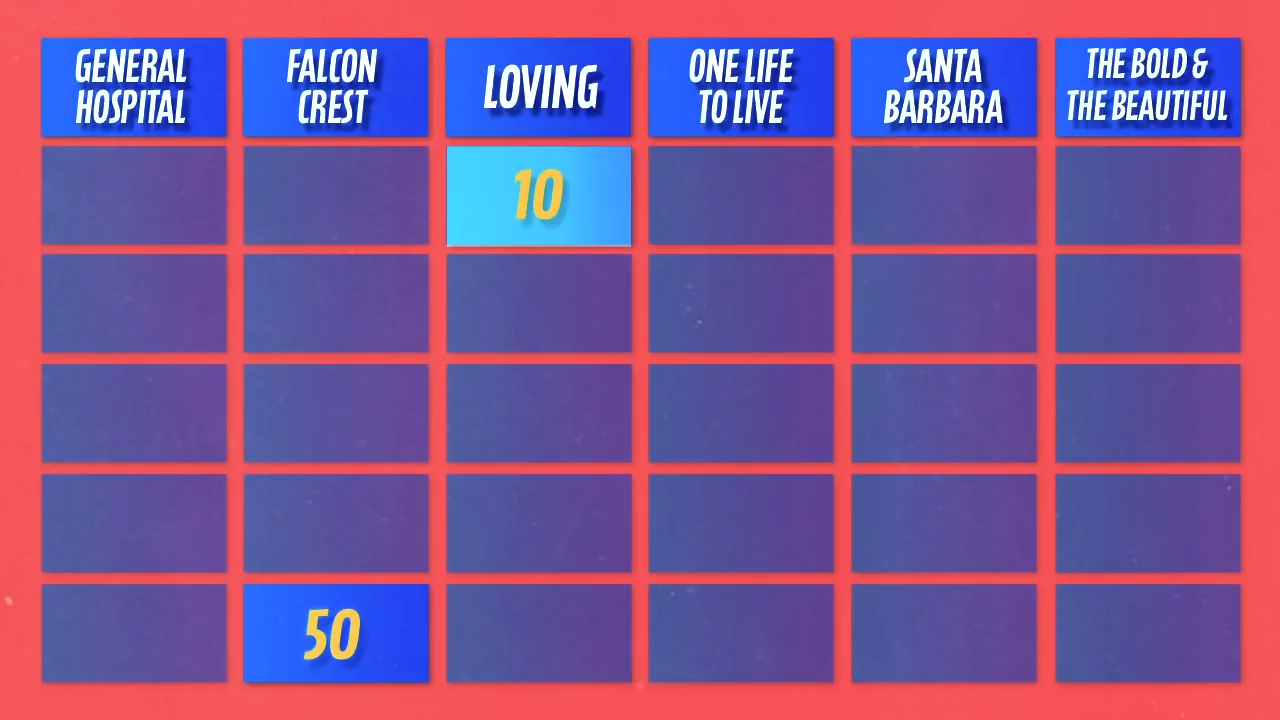 GENERAL
HOSPITAL
FALCON
CREST
LOVING
ONE LIFE
TO LIVE
SANTA
BARBARA
THE BOLD &
THE BEAUTIFUL
10
50